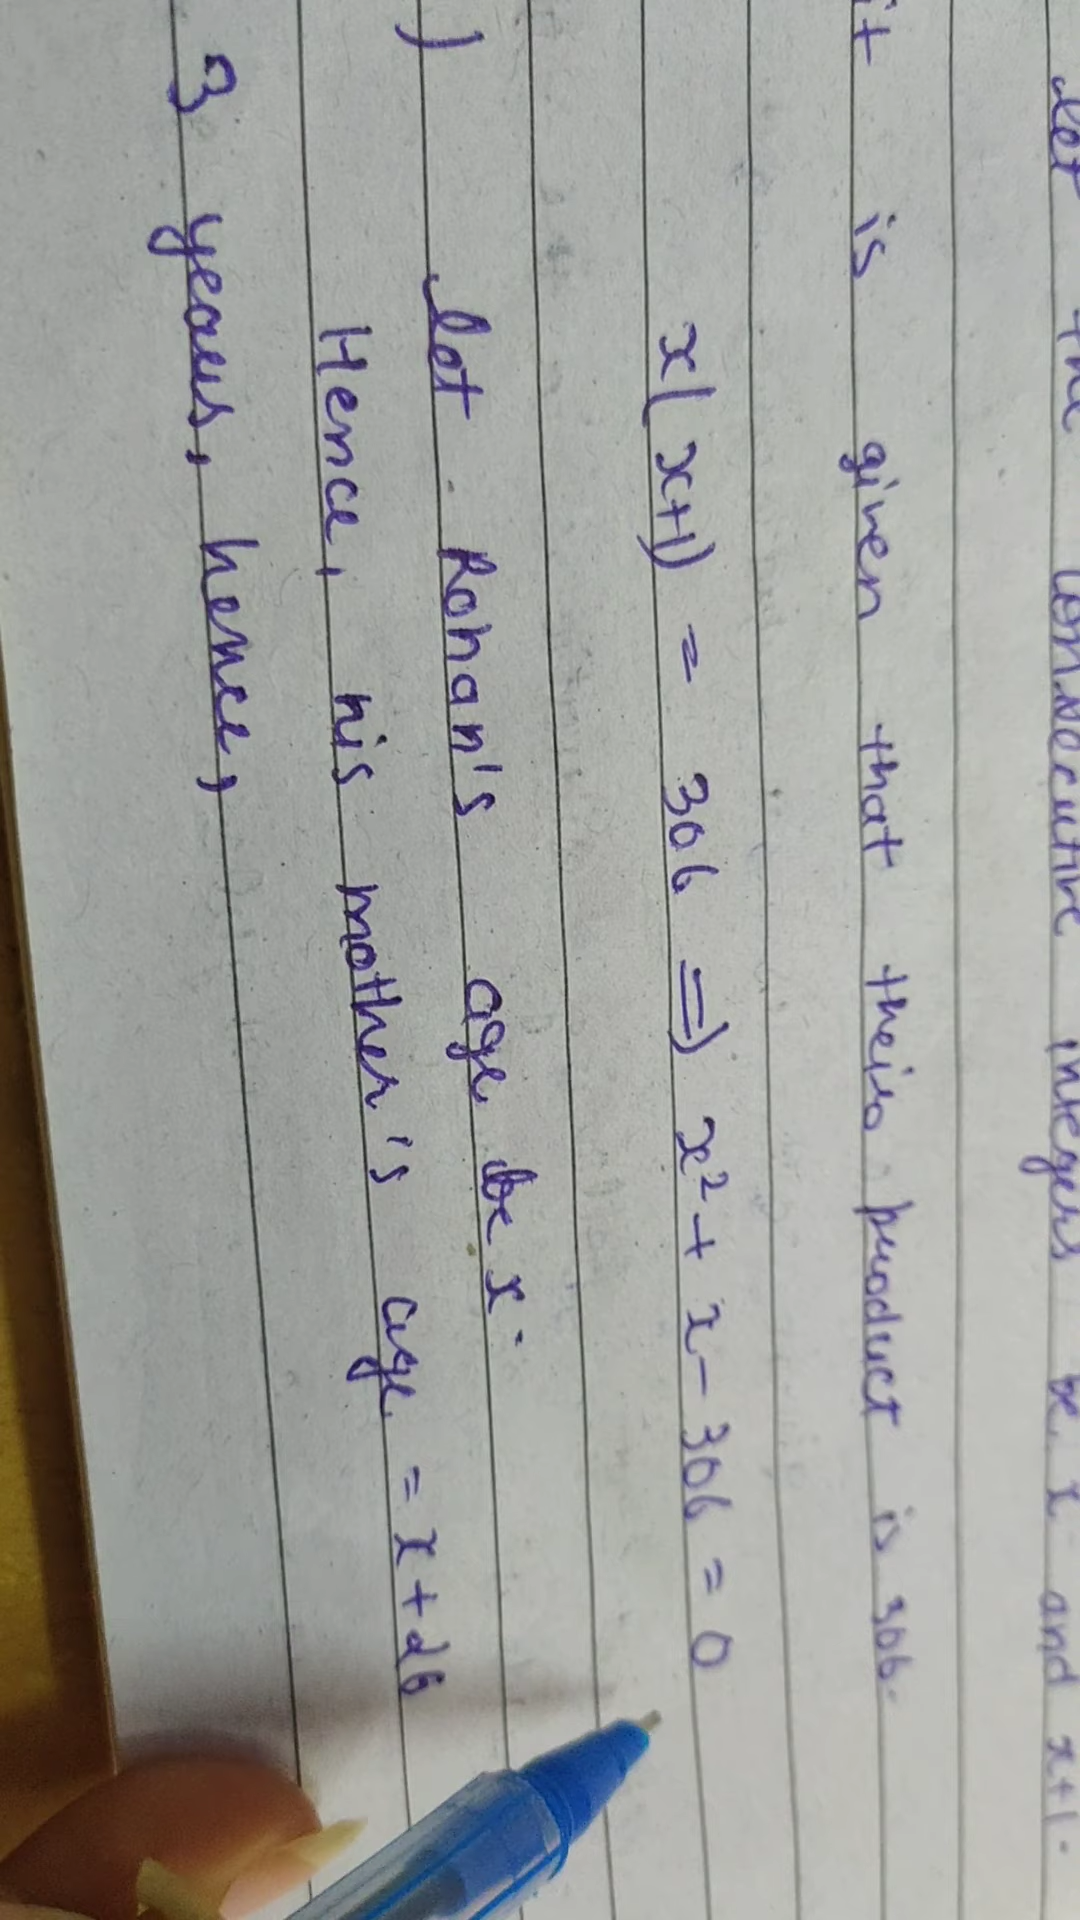 let the consecutive integers be x and x+1.
it is given that their product is 306.
x(x+1) = 306 ⇒ x² + x - 306 = 0
) let Rohan's age be x.
Hence, his mother's age = x + 26
3 years, hence,